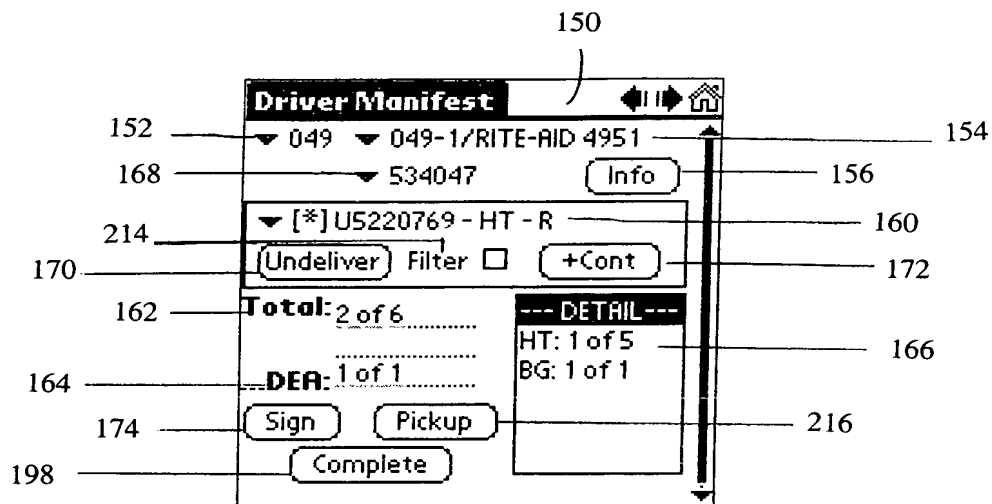 150
Driver Manifest
152 049 049-1/RITE-AID 4951 154
168 534047 Info 156
[*] U5220769 - HT - R 160
214
170 Undeliver Filter +Cont 172
162 Total: 2 of 6 --- DETAIL---
HT: 1 of 5 166
164 DEA: 1 of 1 BG: 1 of 1
174 Sign Pickup 216
198 Complete